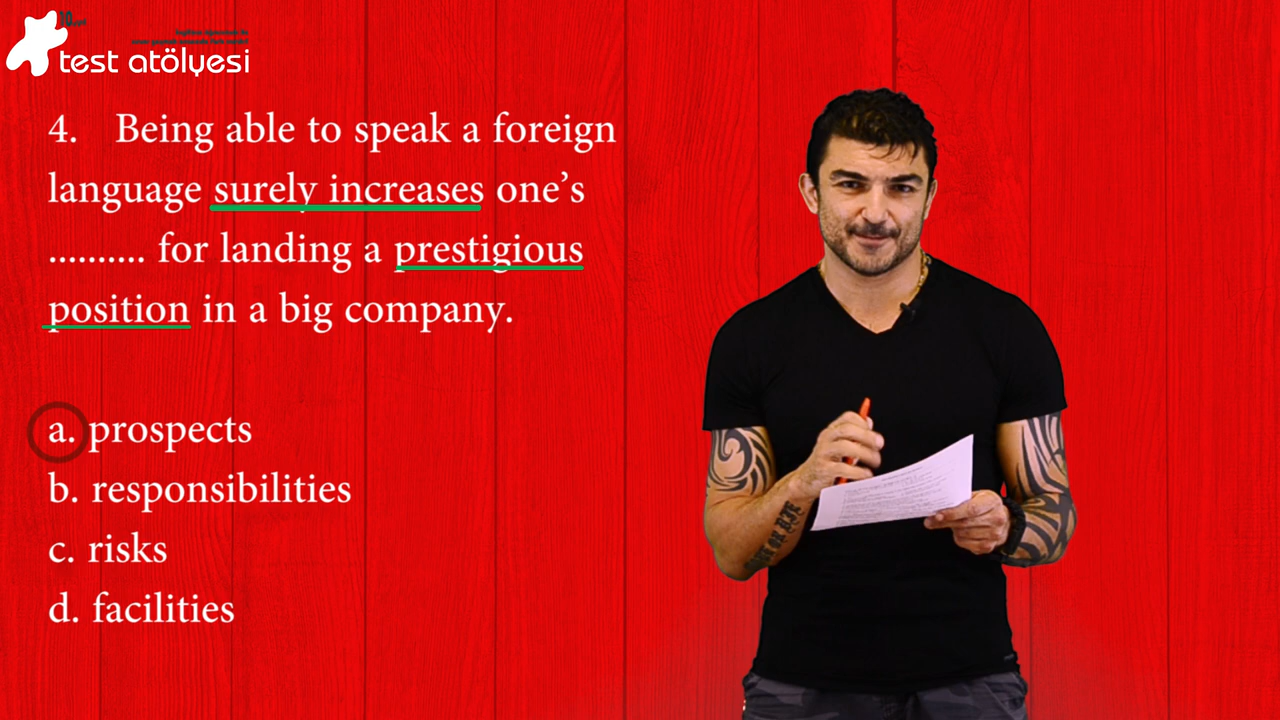 test atölyesi
4. Being able to speak a foreign
language surely increases one's
.......... for landing a prestigious
position in a big company.
a. prospects
b. responsibilities
c. risks
d. facilities